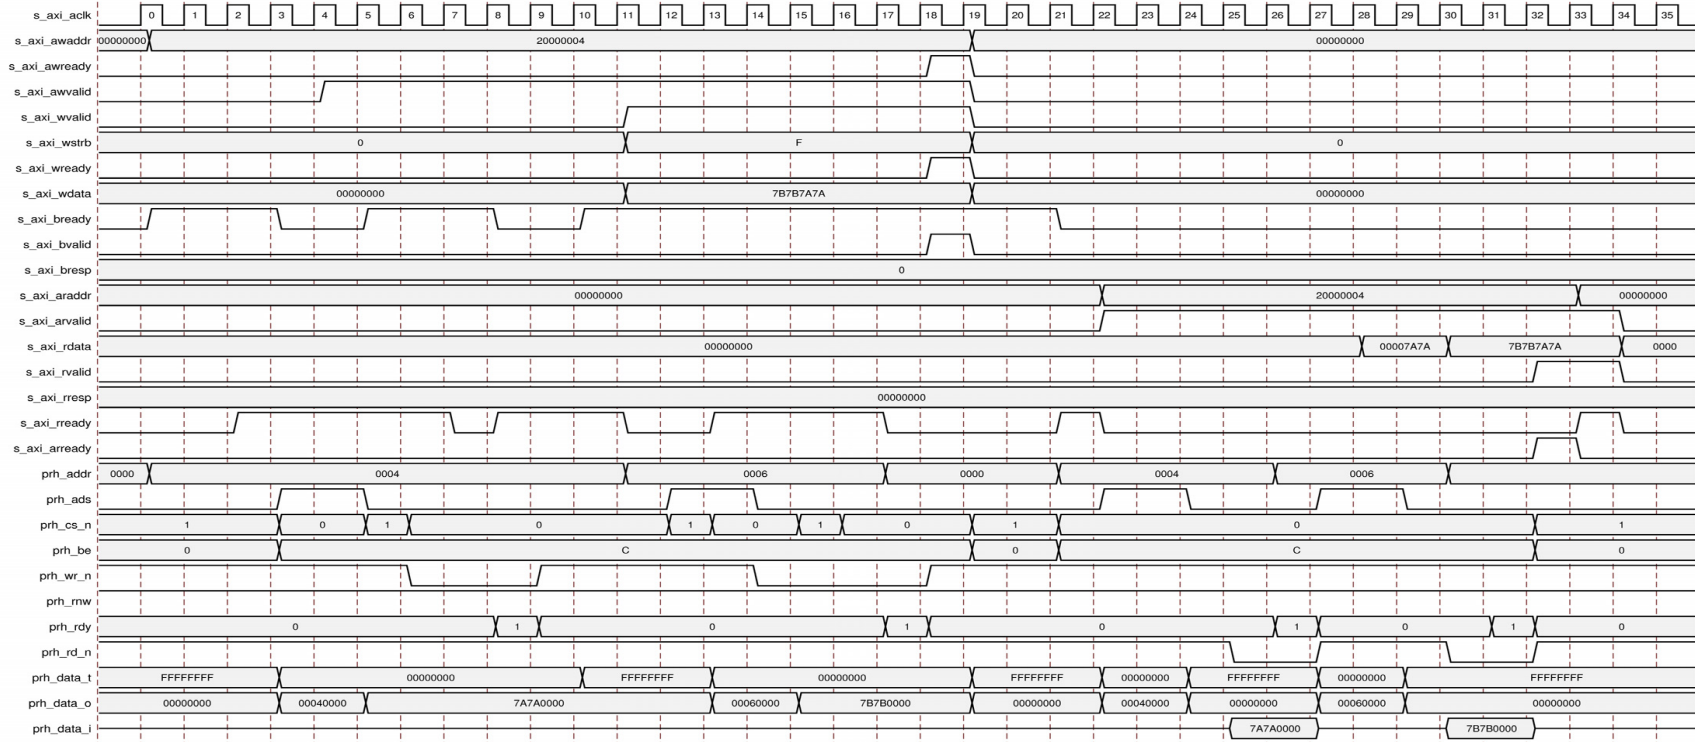 s_axi_aclk 0 1 2 3 4 5 6 7 8 9 10 11 12 13 14 15 16 17 18 19 20 21 22 23 24 25 26 27 28 29 30 31 32 33 34 35
s_axi_awaddr 00000000 20000004 00000000
s_axi_awready
s_axi_awvalid
s_axi_wvalid
s_axi_wstrb 0 F 0
s_axi_wready
s_axi_wdata 00000000 7B7B7A7A 00000000
s_axi_bready
s_axi_bvalid
s_axi_bresp 0
s_axi_araddr 00000000 20000004 00000000
s_axi_arvalid
s_axi_rdata 00000000 00007A7A 7B7B7A7A 0000
s_axi_rvalid
s_axi_rresp 00000000
s_axi_rready
s_axi_arready
prh_addr 0000 0004 0006 0000 0004 0006
prh_ads
prh_cs_n 1 0 1 0 1 0 1 0 1 0 1
prh_be 0 C 0 C 0
prh_wr_n
prh_rnw
prh_rdy 0 1 0 1 0 1 0 1 0
prh_rd_n
prh_data_t FFFFFFFF 00000000 FFFFFFFF 00000000 FFFFFFFF 00000000 FFFFFFFF 00000000 FFFFFFFF
prh_data_o 00000000 00040000 7A7A0000 00060000 7B7B0000 00000000 00040000 00000000 00060000 00000000
prh_data_i 7A7A0000 7B7B0000